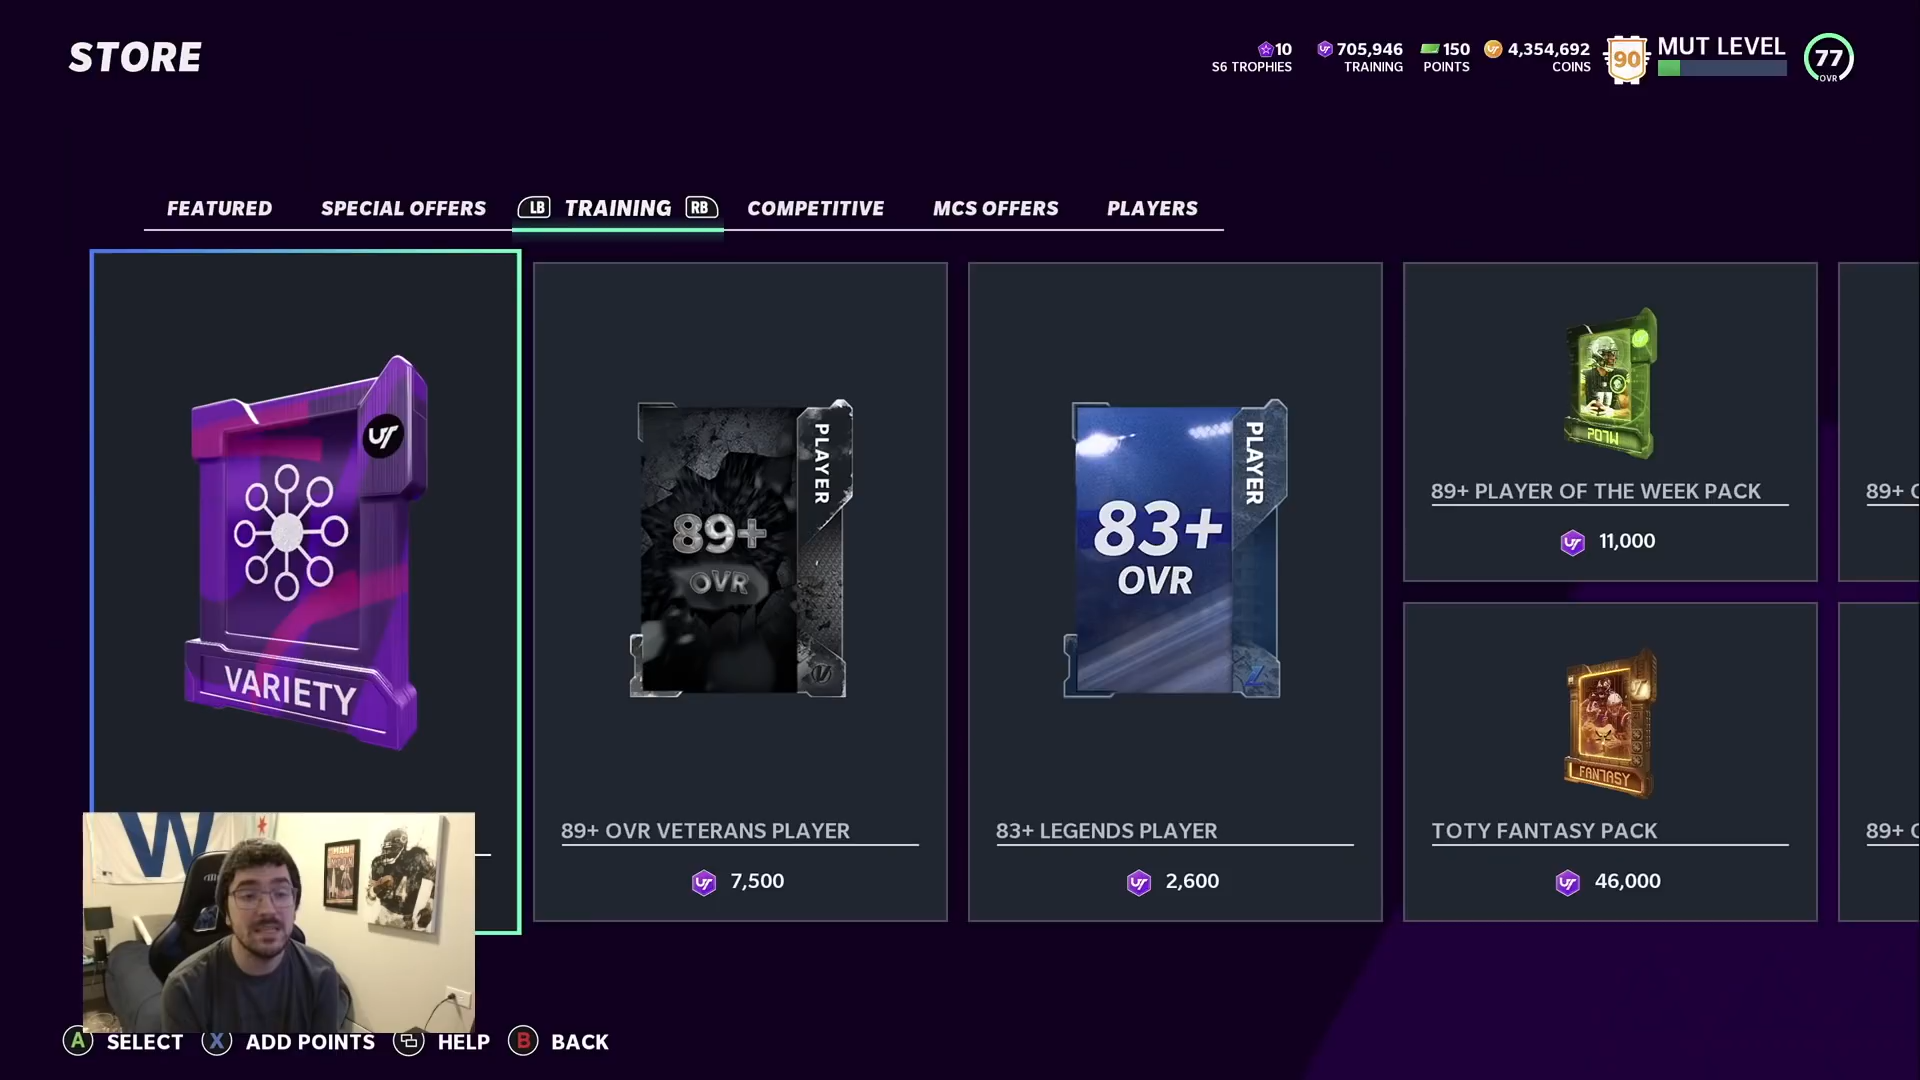 STORE
10
S6 TROPHIES
705,946
TRAINING
150
POINTS
4,354,692
COINS
90
MUT LEVEL
77
OVR
FEATURED
SPECIAL OFFERS
LB
TRAINING
RB
COMPETITIVE
MCS OFFERS
PLAYERS
VARIETY
PLAYER
89+
OVR
89+ OVR VETERANS PLAYER
7,500
PLAYER
83+
OVR
83+ LEGENDS PLAYER
2,600
POTW
89+ PLAYER OF THE WEEK PACK
11,000
FANTASY
TOTY FANTASY PACK
46,000
89+
89+
W
A SELECT
X ADD POINTS
HELP
B BACK